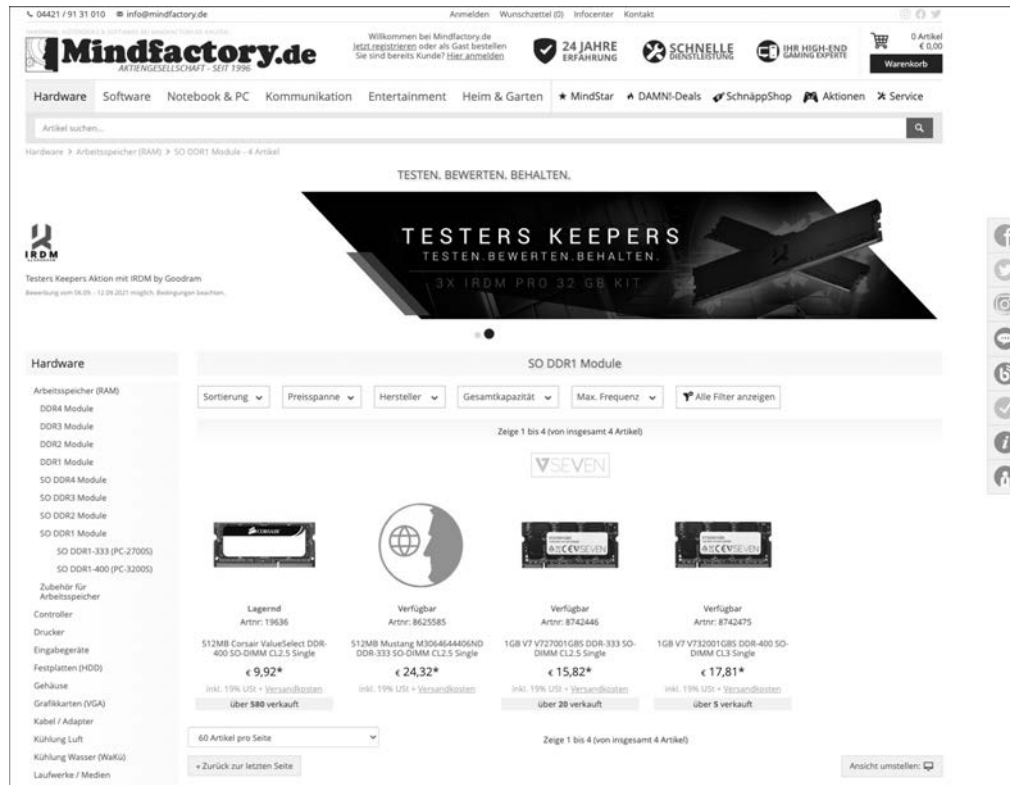 04421 / 91 31 010 info@mindfactory.de Anmelden Wunschzettel (0) Infocenter Kontakt
Mindfactory.de
AKTIENGESELLSCHAFT - SEIT 1996
Willkommen bei Mindfactory.de
Jetzt registrieren oder als Gast bestellen
Sie sind bereits Kunde? Hier anmelden
24 JAHRE
ERFAHRUNG
SCHNELLE
DIENSTLEISTUNG
IHR HIGH-END
GAMING EXPERTE
0 Artikel
€ 0,00
Warenkorb
Hardware Software Notebook & PC Kommunikation Entertainment Heim & Garten MindStar DAMN!-Deals SchnäppShop Aktionen Service
Artikel suchen...
Hardware > Arbeitsspeicher (RAM) > SO DDR1 Module - 4 Artikel
TESTEN. BEWERTEN. BEHALTEN.
TESTERS KEEPERS
TESTEN.BEWERTEN.BEHALTEN.
3X IRDM PRO 32 GB KIT
IRDM
Testers Keepers Aktion mit IRDM by Goodram
Bewerbung vom 06.09. - 12.09.2021 möglich. Bedingungen beachten.
Hardware
Arbeitsspeicher (RAM)
DDR4 Module
DDR3 Module
DDR2 Module
DDR1 Module
SO DDR4 Module
SO DDR3 Module
SO DDR2 Module
SO DDR1 Module
SO DDR1-333 (PC-2700S)
SO DDR1-400 (PC-3200S)
Zubehör für
Arbeitsspeicher
Controller
Drucker
Eingabegeräte
Festplatten (HDD)
Gehäuse
Grafikkarten (VGA)
Kabel / Adapter
Kühlung Luft
Kühlung Wasser (WaKü)
Laufwerke / Medien
SO DDR1 Module
Sortierung Preisspanne Hersteller Gesamtkapazität Max. Frequenz Alle Filter anzeigen
Zeige 1 bis 4 (von insgesamt 4 Artikel)
SEVEN
CORSAIR
Lagernd
Artnr: 19636
512MB Corsair ValueSelect DDR-
400 SO-DIMM CL2.5 Single
€ 9,92*
inkl. 19% USt + Versandkosten
über 580 verkauft
Verfügbar
Artnr: 8625585
512MB Mustang M3064644406ND
DDR-333 SO-DIMM CL2.5 Single
€ 24,32*
inkl. 19% USt + Versandkosten
SEVEN
Verfügbar
Artnr: 8742446
1GB V7 V727001GBS DDR-333 SO-
DIMM CL2.5 Single
€ 15,82*
inkl. 19% USt + Versandkosten
über 20 verkauft
SEVEN
Verfügbar
Artnr: 8742475
1GB V7 V732001GBS DDR-400 SO-
DIMM CL3 Single
€ 17,81*
inkl. 19% USt + Versandkosten
über 5 verkauft
60 Artikel pro Seite
Zeige 1 bis 4 (von insgesamt 4 Artikel)
« Zurück zur letzten Seite
Ansicht umstellen: